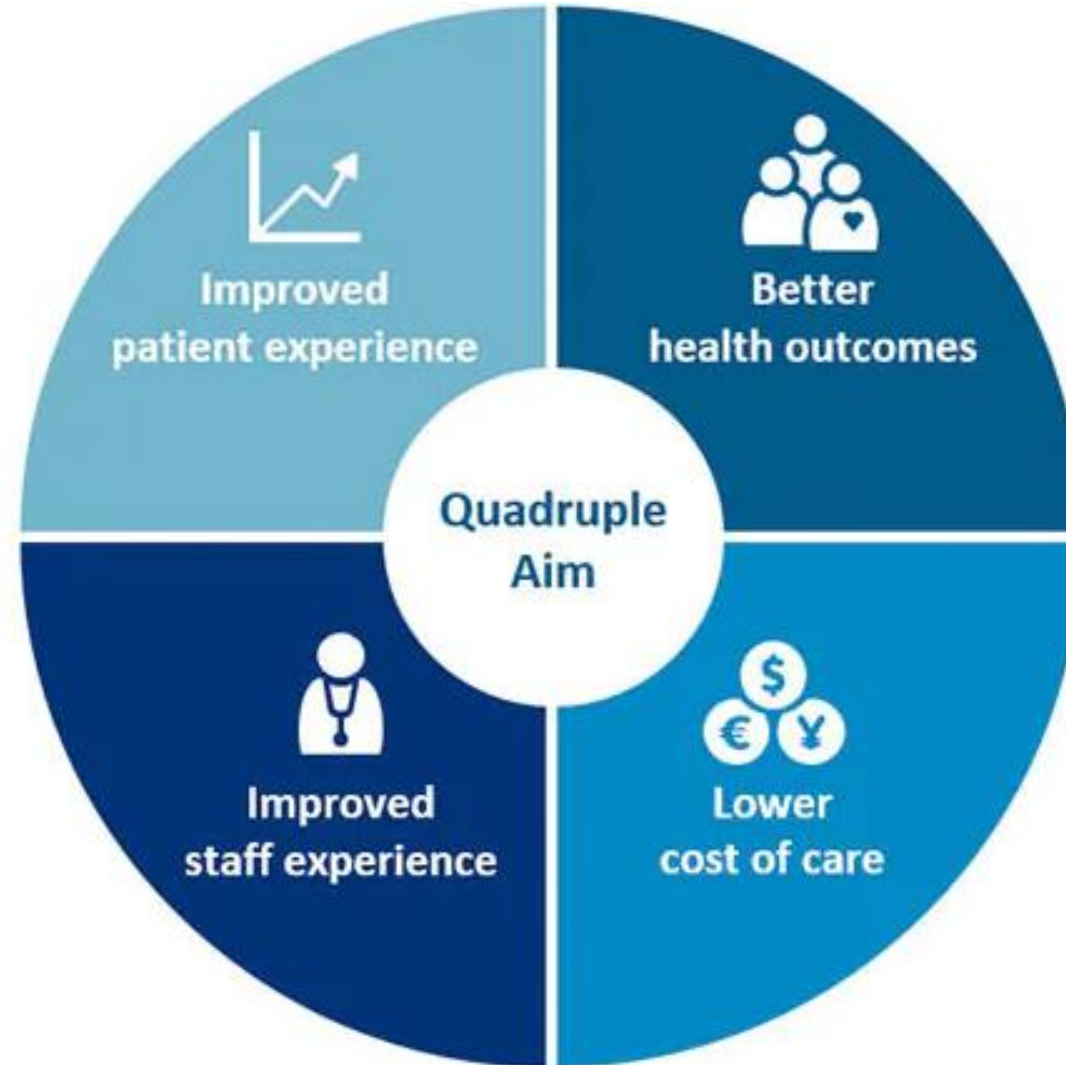 Improved
patient experience
Better
health outcomes
Quadruple
Aim
Improved
staff experience
$
€ ¥
Lower
cost of care